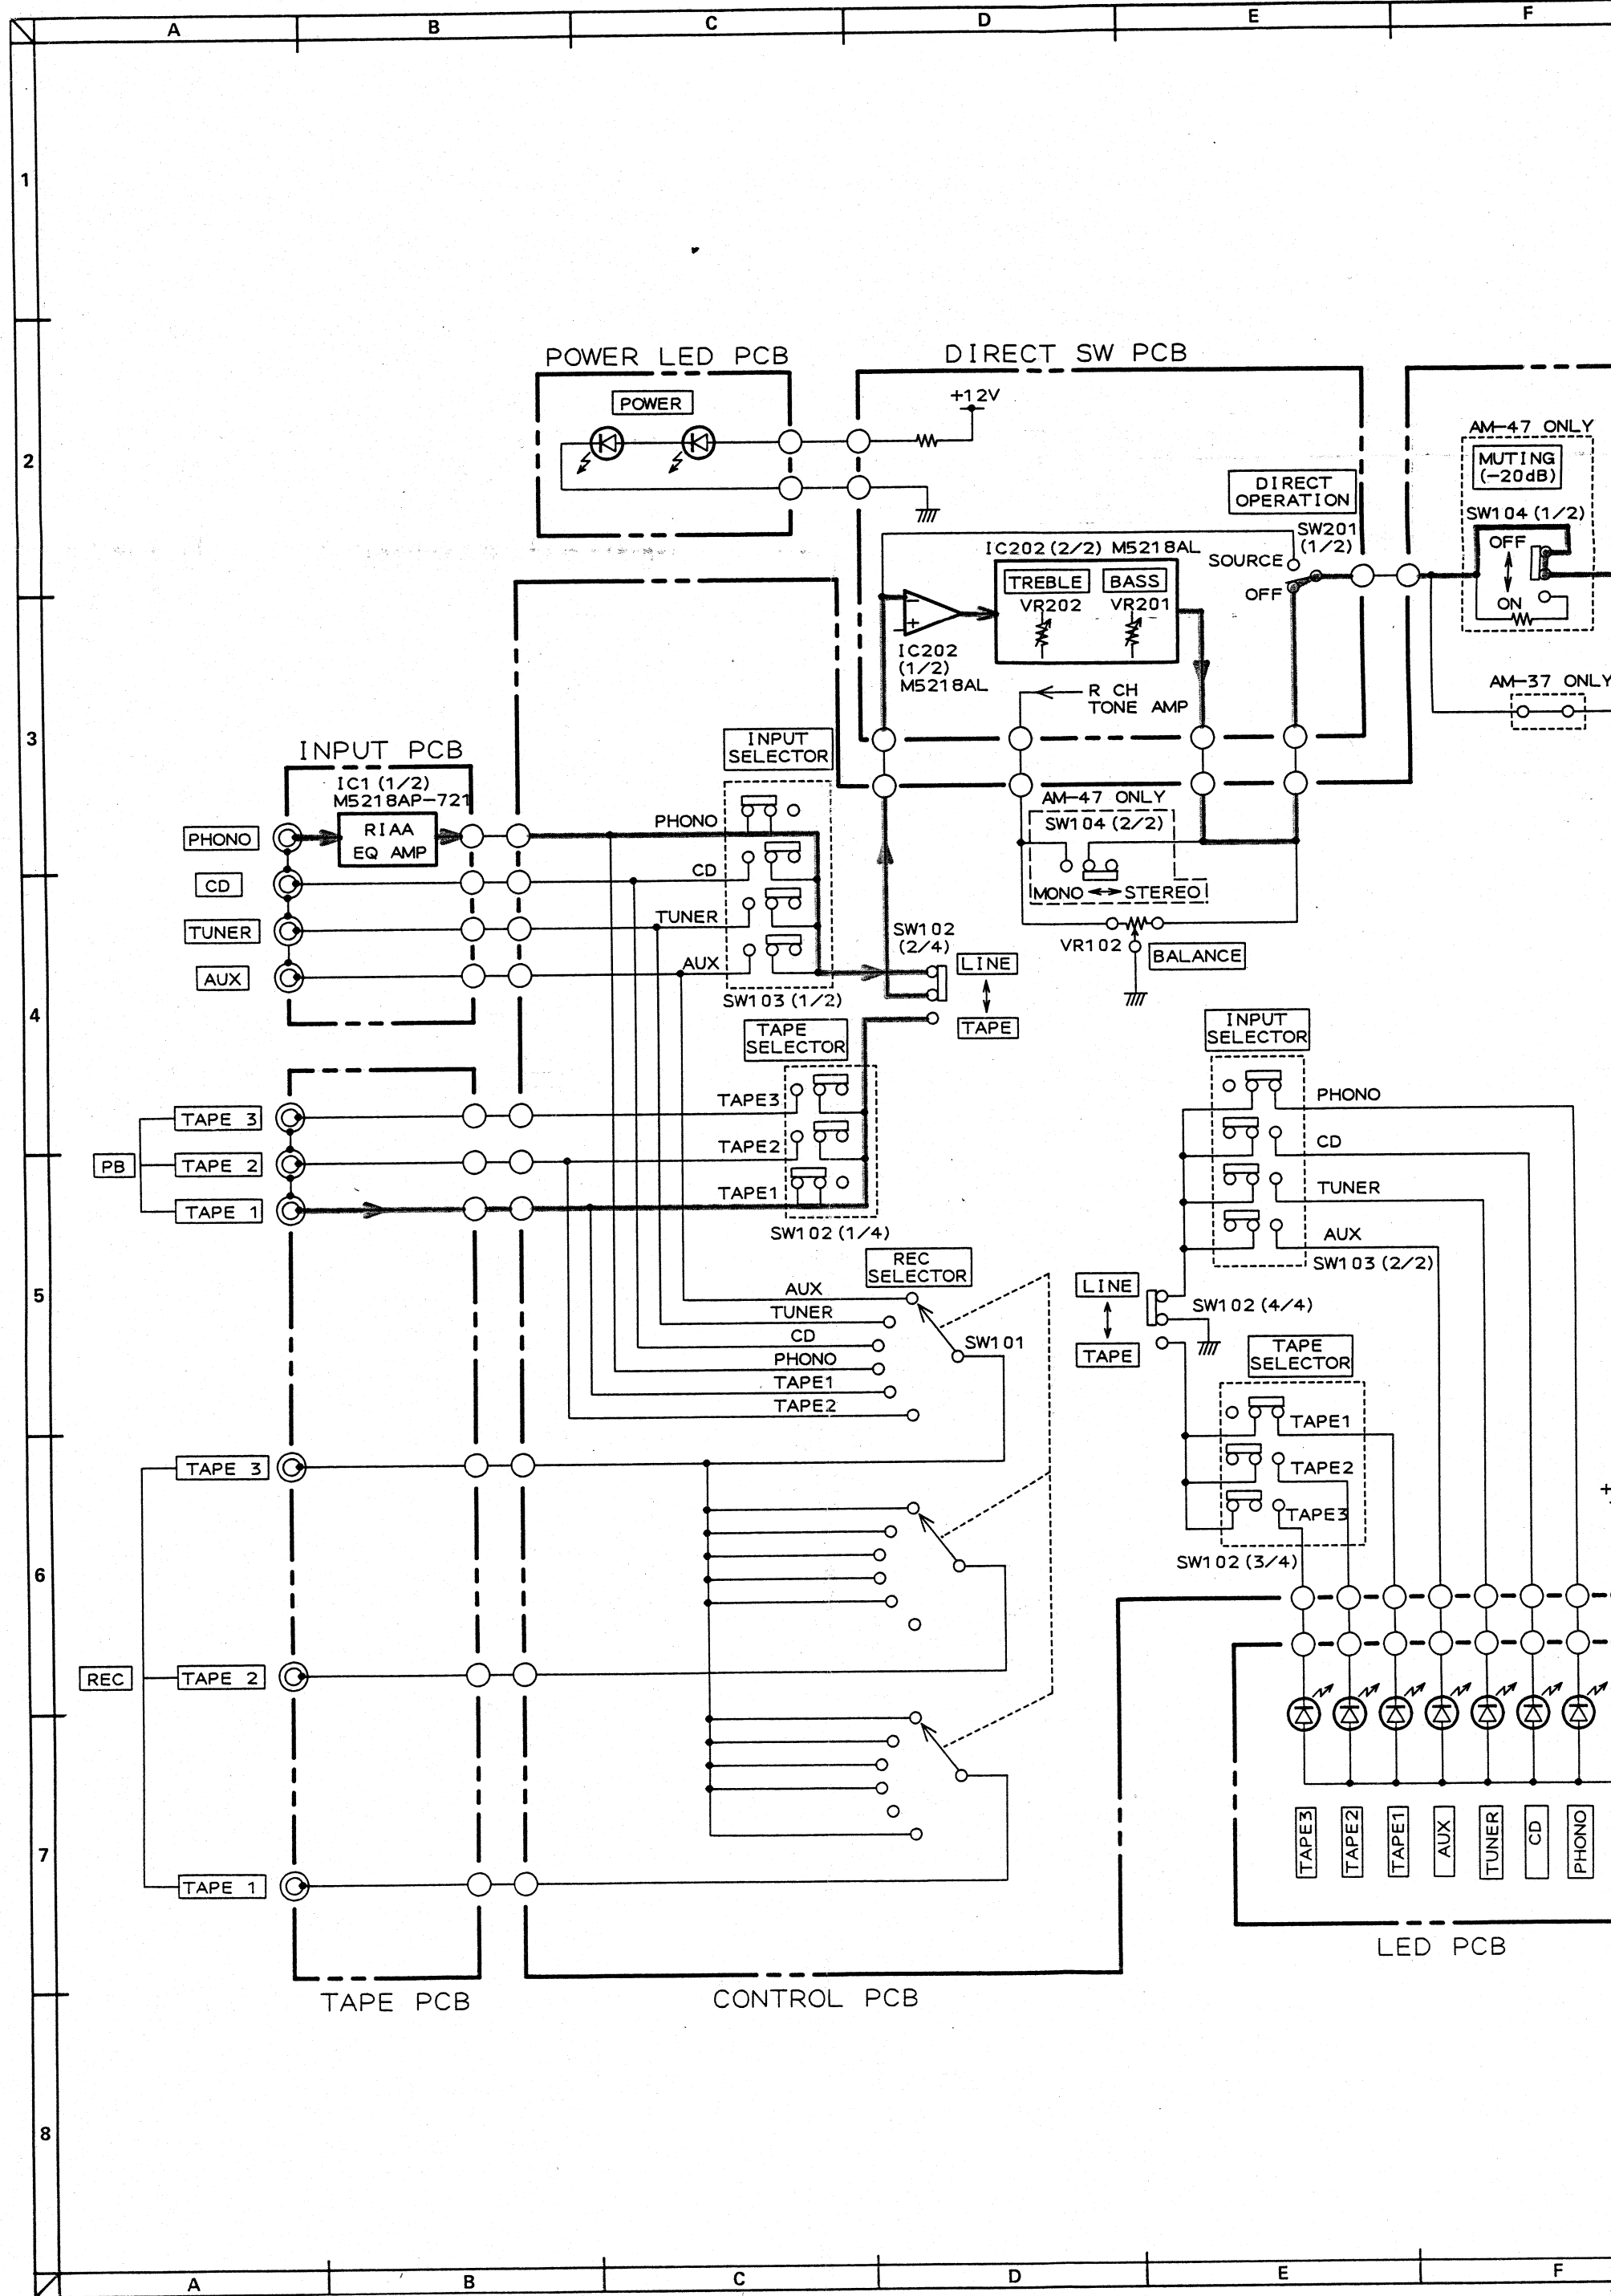 A B C D E F
1
POWER LED PCB
DIRECT SW PCB
POWER
+12V
AM-47 ONLY
2
MUTING
(-20dB)
DIRECT
OPERATION
SW104 (1/2)
SW201
(1/2)
OFF
IC202 (2/2) M5218AL
SOURCE
TREBLE
BASS
OFF
VR202
VR201
ON
IC202
(1/2)
M5218AL
AM-37 ONLY
R CH
TONE AMP
3
INPUT PCB
INPUT
SELECTOR
IC1 (1/2)
M5218AP-721
AM-47 ONLY
PHONO
RIAA
EQ AMP
PHONO
SW104 (2/2)
CD
CD
MONO
STEREO
TUNER
TUNER
SW102
(2/4)
VR102
BALANCE
AUX
AUX
LINE
SW103 (1/2)
4
TAPE
SELECTOR
TAPE
INPUT
SELECTOR
TAPE 3
TAPE3
PHONO
PB
TAPE 2
TAPE2
CD
TAPE 1
TAPE1
TUNER
SW102 (1/4)
AUX
REC
SELECTOR
SW103 (2/2)
5
AUX
LINE
TUNER
SW102 (4/4)
CD
SW101
PHONO
TAPE
TAPE
SELECTOR
TAPE1
TAPE2
TAPE1
TAPE 3
TAPE2
TAPE3
6
SW102 (3/4)
REC
TAPE 2
TAPE3
TAPE2
TAPE1
AUX
TUNER
CD
PHONO
7
TAPE 1
LED PCB
TAPE PCB
CONTROL PCB
8
A B C D E F